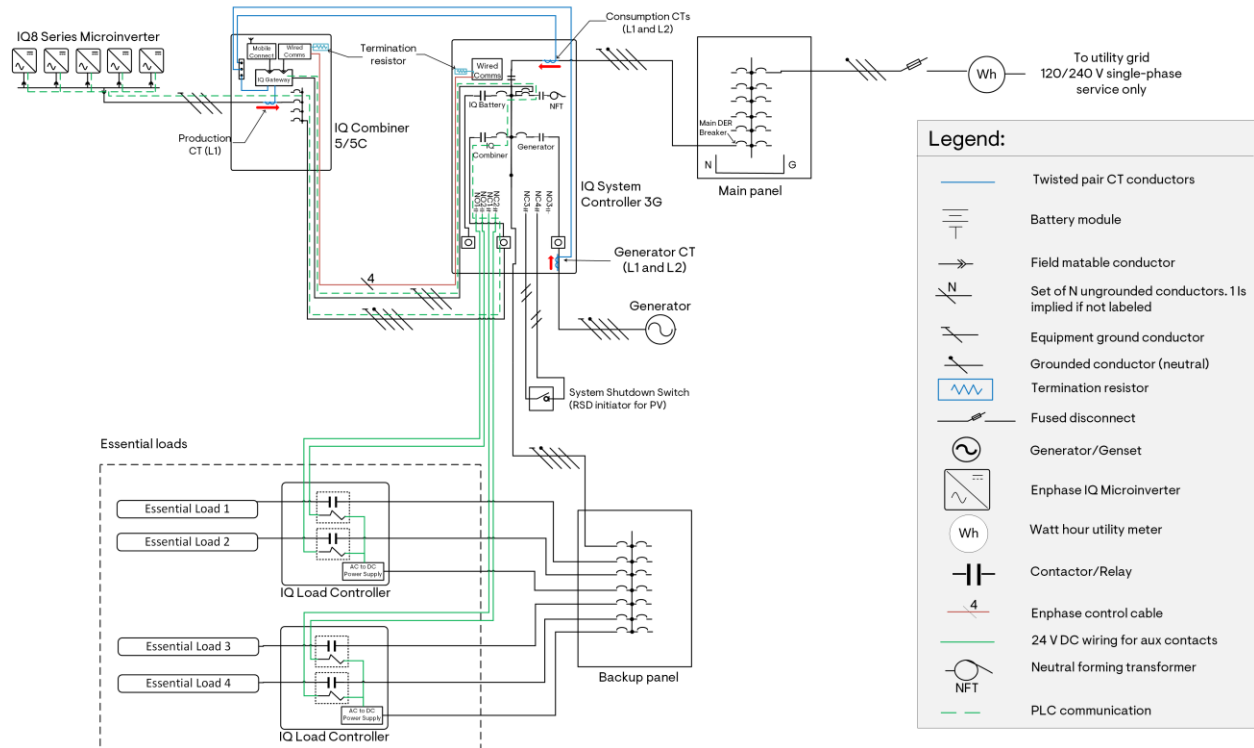 IQ8 Series Microinverter
Mobile
Connect
Wired
Comms
IQ Gateway
Termination
resistor
Production
CT (L1)
IQ Combiner
5/5C
Consumption CTs
(L1 and L2)
Wired
Comms
IQ Battery
NFT
IQ
Combiner
Generator
NO1
NO2
NC1
NC2
NC3
NC4
NO3
IQ System
Controller 3G
Generator CT
(L1 and L2)
4
Generator
System Shutdown Switch
(RSD initiator for PV)
Main DER
Breaker
N
G
Main panel
Wh
To utility grid
120/240 V single-phase
service only
Essential loads
Essential Load 1
Essential Load 2
AC to DC
Power Supply
IQ Load Controller
Essential Load 3
Essential Load 4
AC to DC
Power Supply
IQ Load Controller
Backup panel
Legend:
Twisted pair CT conductors
Battery module
Field matable conductor
N
Set of N ungrounded conductors. 1 Is
implied if not labeled
Equipment ground conductor
Grounded conductor (neutral)
Termination resistor
Fused disconnect
Generator/Genset
Enphase IQ Microinverter
Wh
Watt hour utility meter
Contactor/Relay
4
Enphase control cable
24 V DC wiring for aux contacts
NFT
Neutral forming transformer
PLC communication